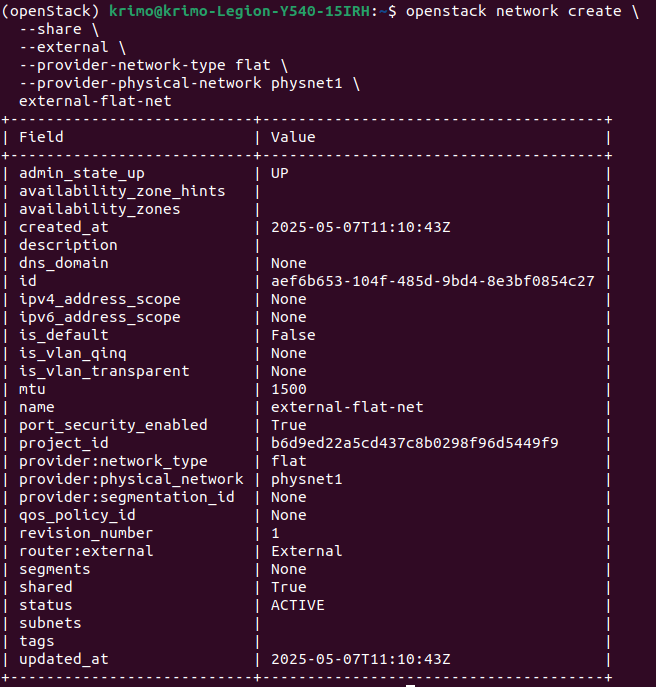 (openStack) krimo@krimo-Legion-Y540-15IRH:~$ openstack network create \
  --share \
  --external \
  --provider-network-type flat \
  --provider-physical-network physnet1 \
  external-flat-net
+---------------------------+--------------------------------------+
| Field                     | Value                                |
+---------------------------+--------------------------------------+
| admin_state_up            | UP                                   |
| availability_zone_hints   |                                      |
| availability_zones        |                                      |
| created_at                | 2025-05-07T11:10:43Z                 |
| description               |                                      |
| dns_domain                | None                                 |
| id                        | aef6b653-104f-485d-9bd4-8e3bf0854c27 |
| ipv4_address_scope        | None                                 |
| ipv6_address_scope        | None                                 |
| is_default                | False                                |
| is_vlan_qinq              | None                                 |
| is_vlan_transparent       | None                                 |
| mtu                       | 1500                                 |
| name                      | external-flat-net                    |
| port_security_enabled     | True                                 |
| project_id                | b6d9ed22a5cd437c8b0298f96d5449f9     |
| provider:network_type     | flat                                 |
| provider:physical_network | physnet1                             |
| provider:segmentation_id  | None                                 |
| qos_policy_id             | None                                 |
| revision_number           | 1                                    |
| router:external           | External                             |
| segments                  | None                                 |
| shared                    | True                                 |
| status                    | ACTIVE                               |
| subnets                   |                                      |
| tags                      |                                      |
| updated_at                | 2025-05-07T11:10:43Z                 |
+---------------------------+--------------------------------------+